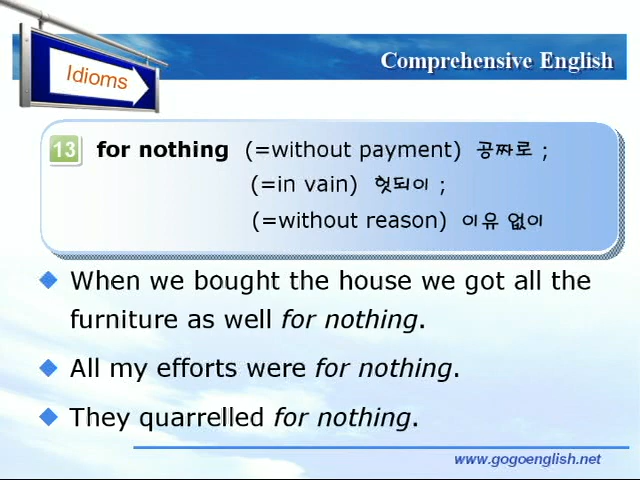 Idioms
Comprehensive English
13 for nothing (=without payment) 공짜로 ;
(=in vain) 헛되이 ;
(=without reason) 이유 없이
When we bought the house we got all the
furniture as well for nothing.
All my efforts were for nothing.
They quarrelled for nothing.
www.gogoenglish.net